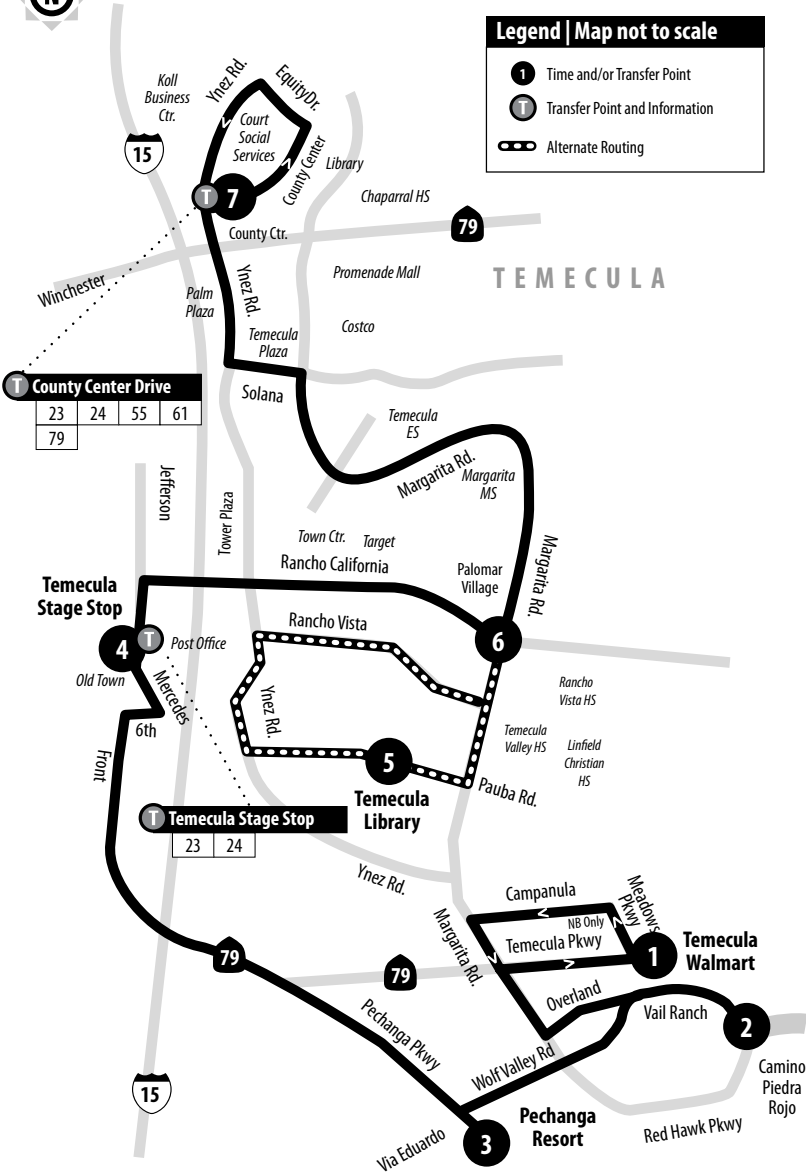 N
Legend | Map not to scale
1 Time and/or Transfer Point
T Transfer Point and Information
Alternate Routing
Koll
Business
Ctr.
Ynez Rd.
EquityDr.
Court
Social
Services
County Center
Library
15
T 7
County Ctr.
Chaparral HS
79
Winchester
Palm
Plaza
Ynez Rd.
Promenade Mall
TEMECULA
Temecula
Plaza
Costco
Solana
T County Center Drive
23 24 55 61
79
Temecula
ES
Margarita Rd.
Margarita
MS
Margarita Rd.
Jefferson
Tower Plaza
Town Ctr.
Target
Rancho California
Palomar
Village
Temecula
Stage Stop
4 T
Post Office
Old Town
Mercedes
6th
Front
Rancho Vista
6
Ynez Rd.
Rancho
Vista HS
Temecula
Valley HS
Linfield
Christian
HS
5
Temecula
Library
Pauba Rd.
T Temecula Stage Stop
23 24
Ynez Rd.
Campanula
Meadows
Pkwy
NB Only
Margarita Rd.
Temecula Pkwy
1
Temecula
Walmart
79
79
Overland
Vail Ranch
2
Pechanga Pkwy
Wolf Valley Rd
Camino
Piedra
Rojo
15
Pechanga
Resort
3
Via Eduardo
Red Hawk Pkwy